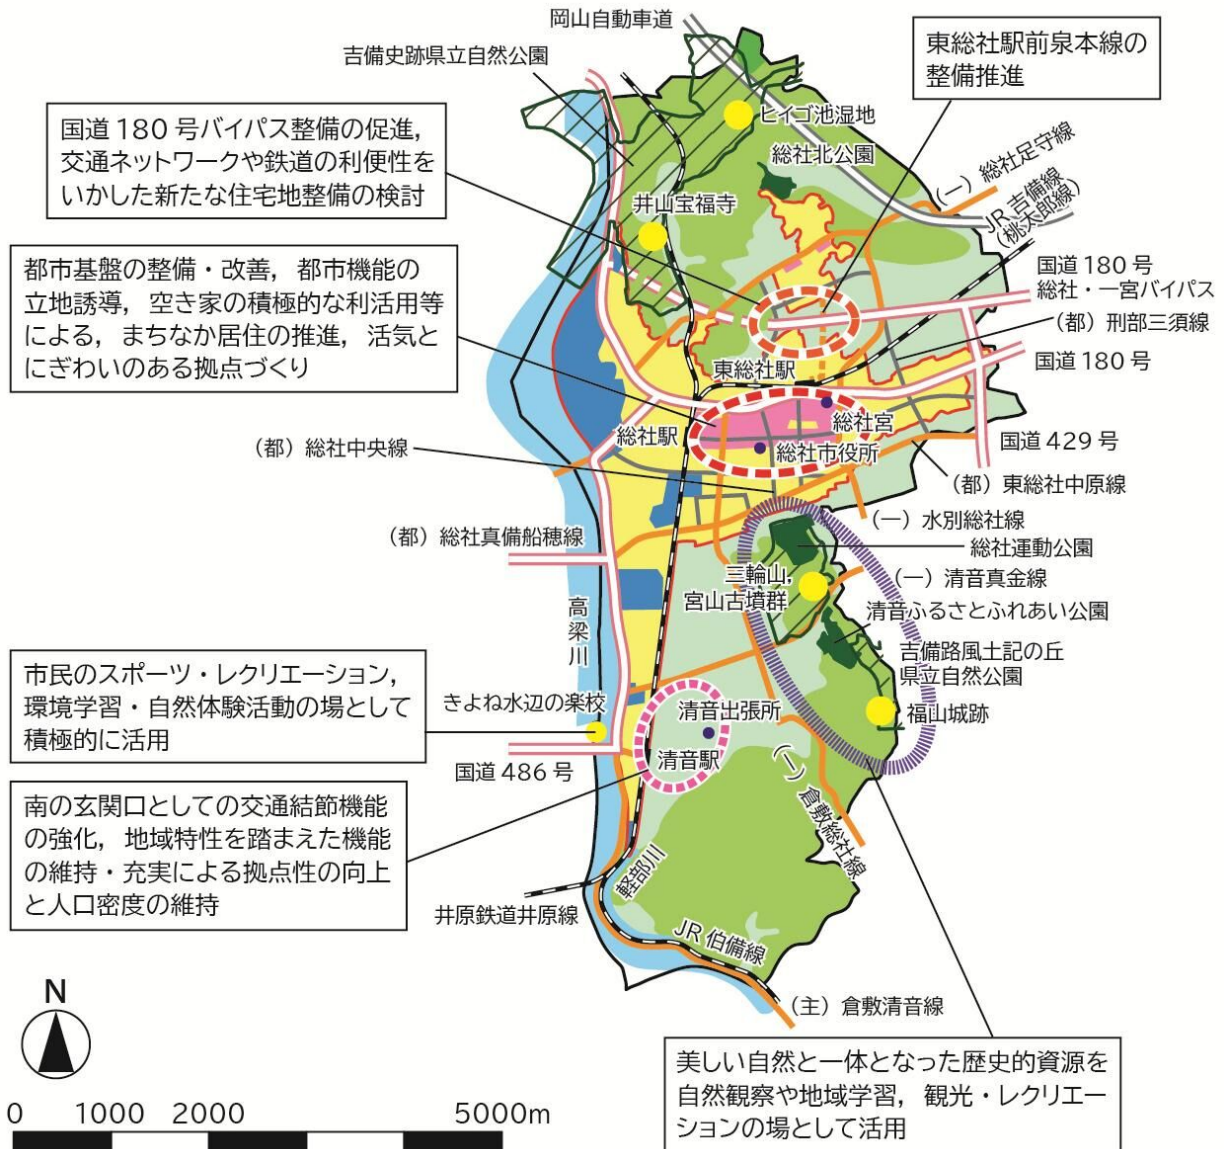 岡山自動車道
吉備史跡県立自然公園
東総社駅前泉本線の
整備推進
国道180号バイパス整備の促進，
交通ネットワークや鉄道の利便性を
いかした新たな住宅地整備の検討
ヒイゴ池湿地
総社北公園
(一)総社足守線
JR吉備線
(桃太郎線)
井山宝福寺
都市基盤の整備・改善，都市機能の
立地誘導，空き家の積極的な利活用等
による，まちなか居住の推進，活気と
にぎわいのある拠点づくり
国道180号
総社・一宮バイパス
(都)刑部三須線
国道180号
東総社駅
総社宮
総社駅
総社市役所
国道429号
(都)総社中央線
(都)東総社中原線
(一)水別総社線
(都)総社真備船穂線
総社運動公園
三輪山，
宮山古墳群
(一)清音真金線
高梁川
清音ふるさとふれあい公園
吉備路風土記の丘
県立自然公園
市民のスポーツ・レクリエーション，
環境学習・自然体験活動の場として
積極的に活用
きよね水辺の楽校
清音出張所
福山城跡
清音駅
国道486号
(一)倉敷総社線
南の玄関口としての交通結節機能
の強化，地域特性を踏まえた機能
の維持・充実による拠点性の向上
と人口密度の維持
軽部川
井原鉄道井原線
JR伯備線
(主)倉敷清音線
N
美しい自然と一体となった歴史的資源を
自然観察や地域学習，観光・レクリエー
ションの場として活用
0 1000 2000 5000m